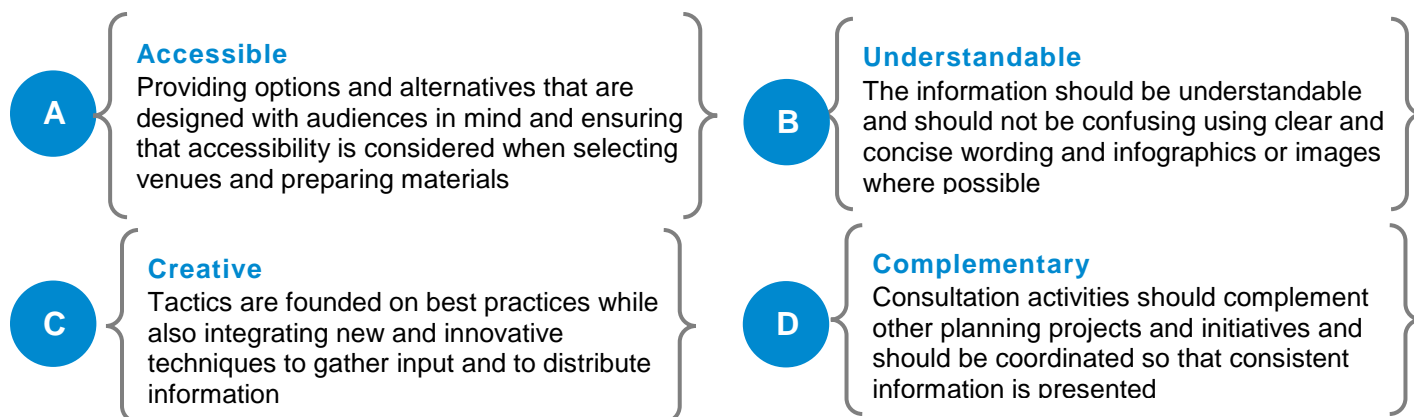 A
Accessible
Providing options and alternatives that are
designed with audiences in mind and ensuring
that accessibility is considered when selecting
venues and preparing materials
B
Understandable
The information should be understandable
and should not be confusing using clear and
concise wording and infographics or images
where possible
C
Creative
Tactics are founded on best practices while
also integrating new and innovative
techniques to gather input and to distribute
information
D
Complementary
Consultation activities should complement
other planning projects and initiatives and
should be coordinated so that consistent
information is presented